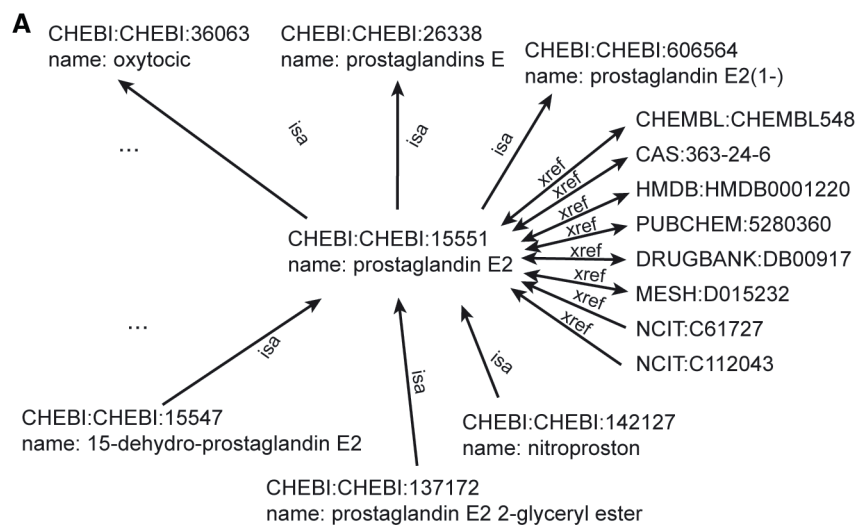 A
CHEBI:CHEBI:36063
name: oxytocic
CHEBI:CHEBI:26338
name: prostaglandins E
CHEBI:CHEBI:606564
name: prostaglandin E2(1-)
...
isa
isa
isa
xref
xref
xref
xref
xref
xref
xref
xref
CHEMBL:CHEMBL548
CAS:363-24-6
HMDB:HMDB0001220
PUBCHEM:5280360
DRUGBANK:DB00917
MESH:D015232
NCIT:C61727
NCIT:C112043
CHEBI:CHEBI:15551
name: prostaglandin E2
...
isa
isa
isa
CHEBI:CHEBI:15547
name: 15-dehydro-prostaglandin E2
CHEBI:CHEBI:142127
name: nitroproston
CHEBI:CHEBI:137172
name: prostaglandin E2 2-glyceryl ester